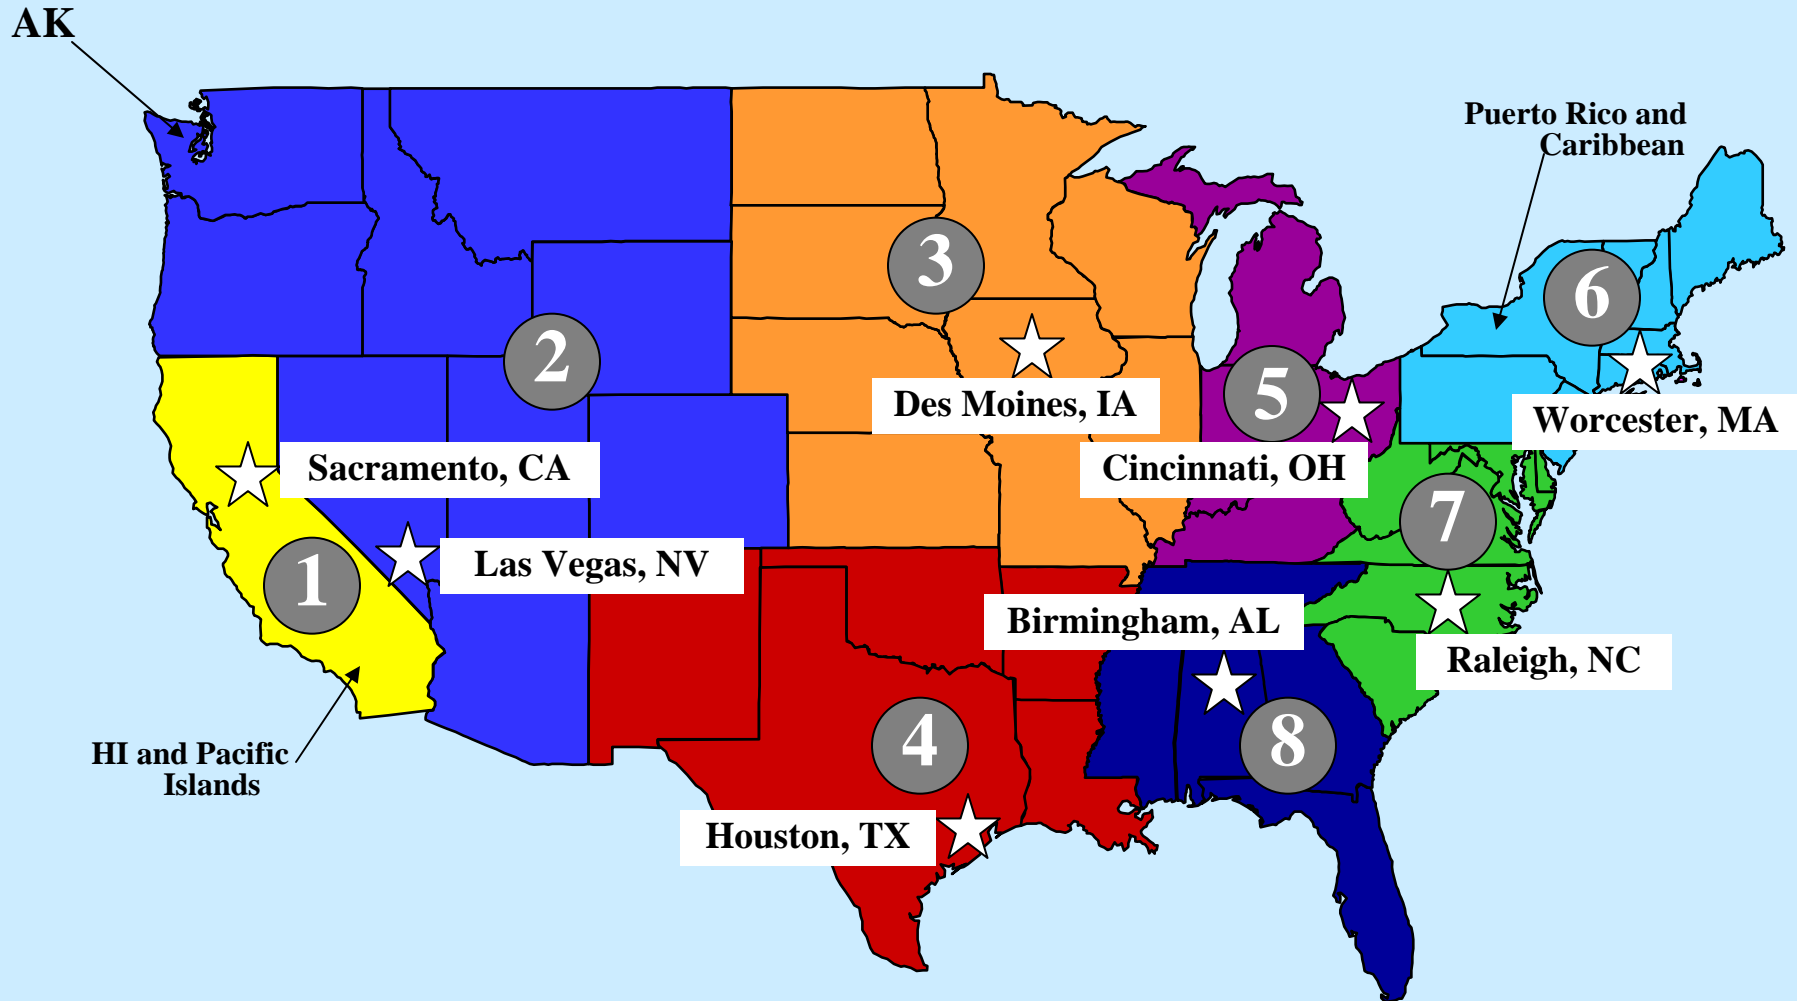 AK
Puerto Rico and
Caribbean
3
6
2
Des Moines, IA
5
Worcester, MA
Sacramento, CA
Cincinnati, OH
7
Las Vegas, NV
1
Birmingham, AL
Raleigh, NC
HI and Pacific
Islands
4
8
Houston, TX